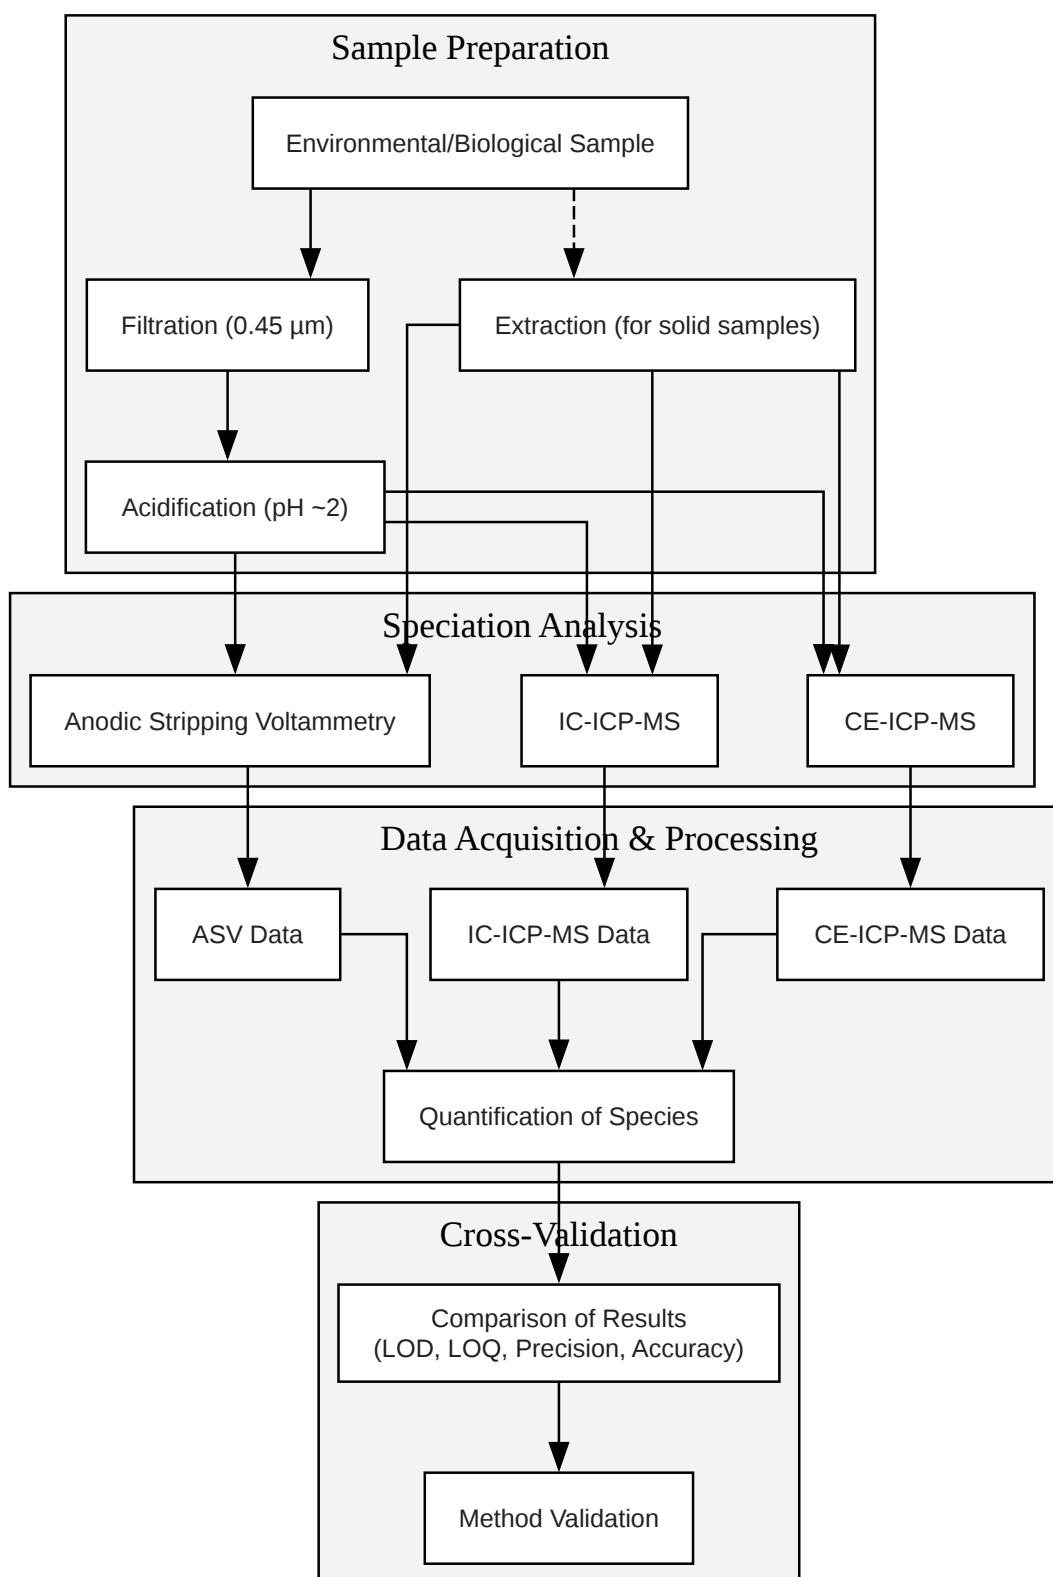 Sample Preparation
Environmental/Biological Sample
Filtration (0.45 µm)
Extraction (for solid samples)
Acidification (pH ~2)
Speciation Analysis
Anodic Stripping Voltammetry
IC-ICP-MS
CE-ICP-MS
Data Acquisition & Processing
ASV Data
IC-ICP-MS Data
CE-ICP-MS Data
Quantification of Species
Cross-Validation
Comparison of Results
(LOD, LOQ, Precision, Accuracy)
Method Validation